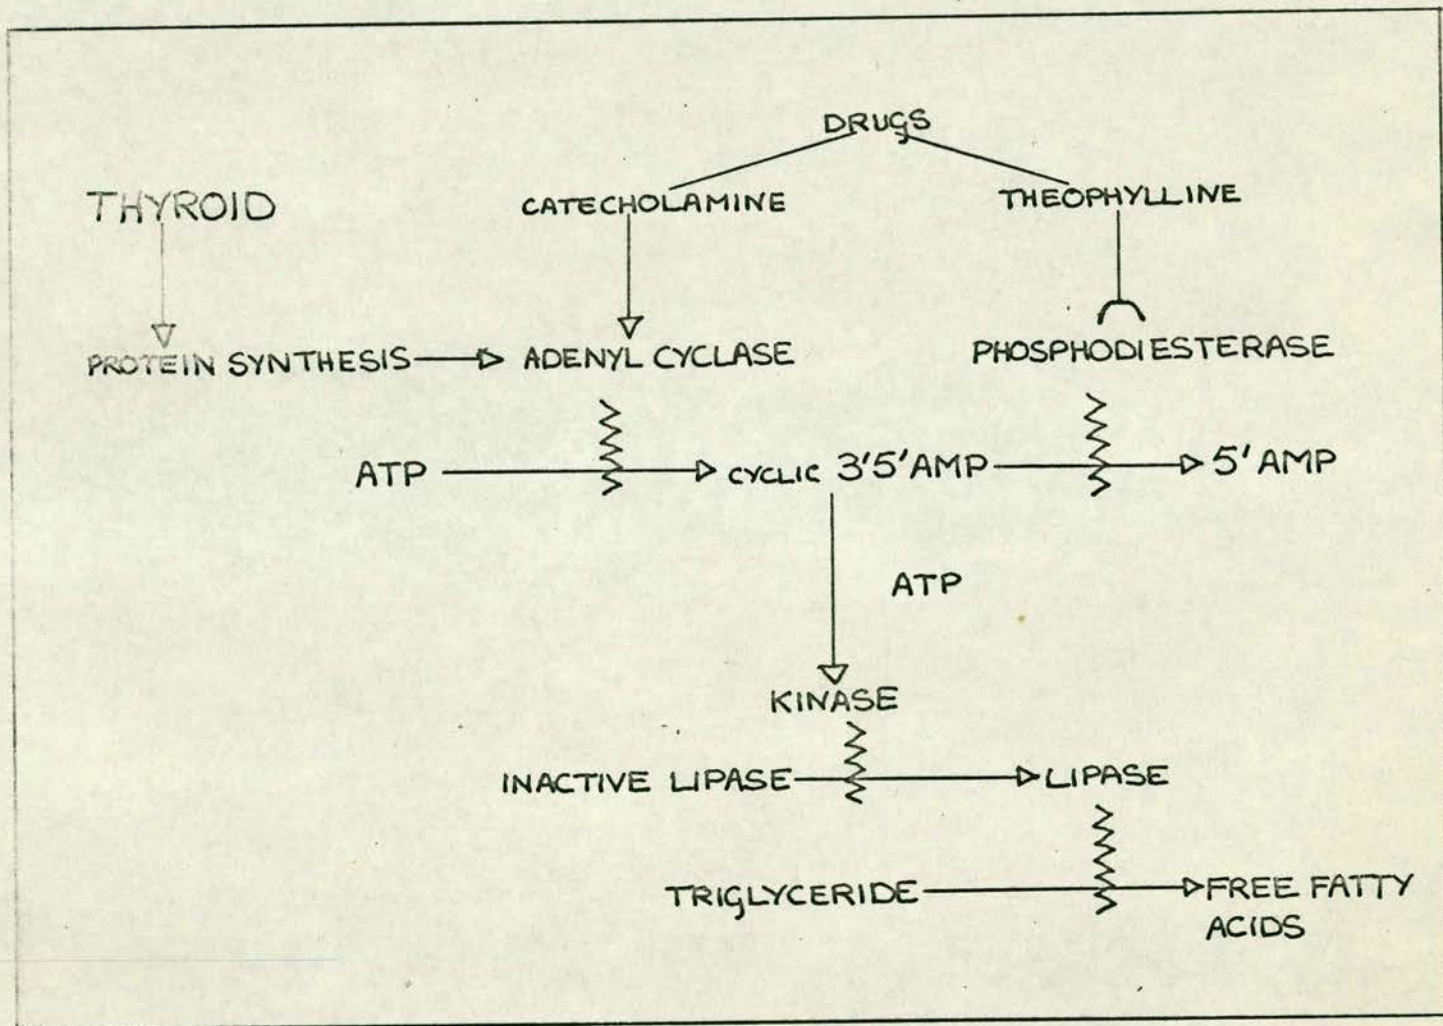 DRUGS
THYROID CATECHOLAMINE THEOPHYLLINE
PROTEIN SYNTHESIS ADENYL CYCLASE PHOSPHODIESTERASE
ATP CYCLIC 3'5' AMP 5' AMP
ATP
KINASE
INACTIVE LIPASE LIPASE
TRIGLYCERIDE FREE FATTY
ACIDS